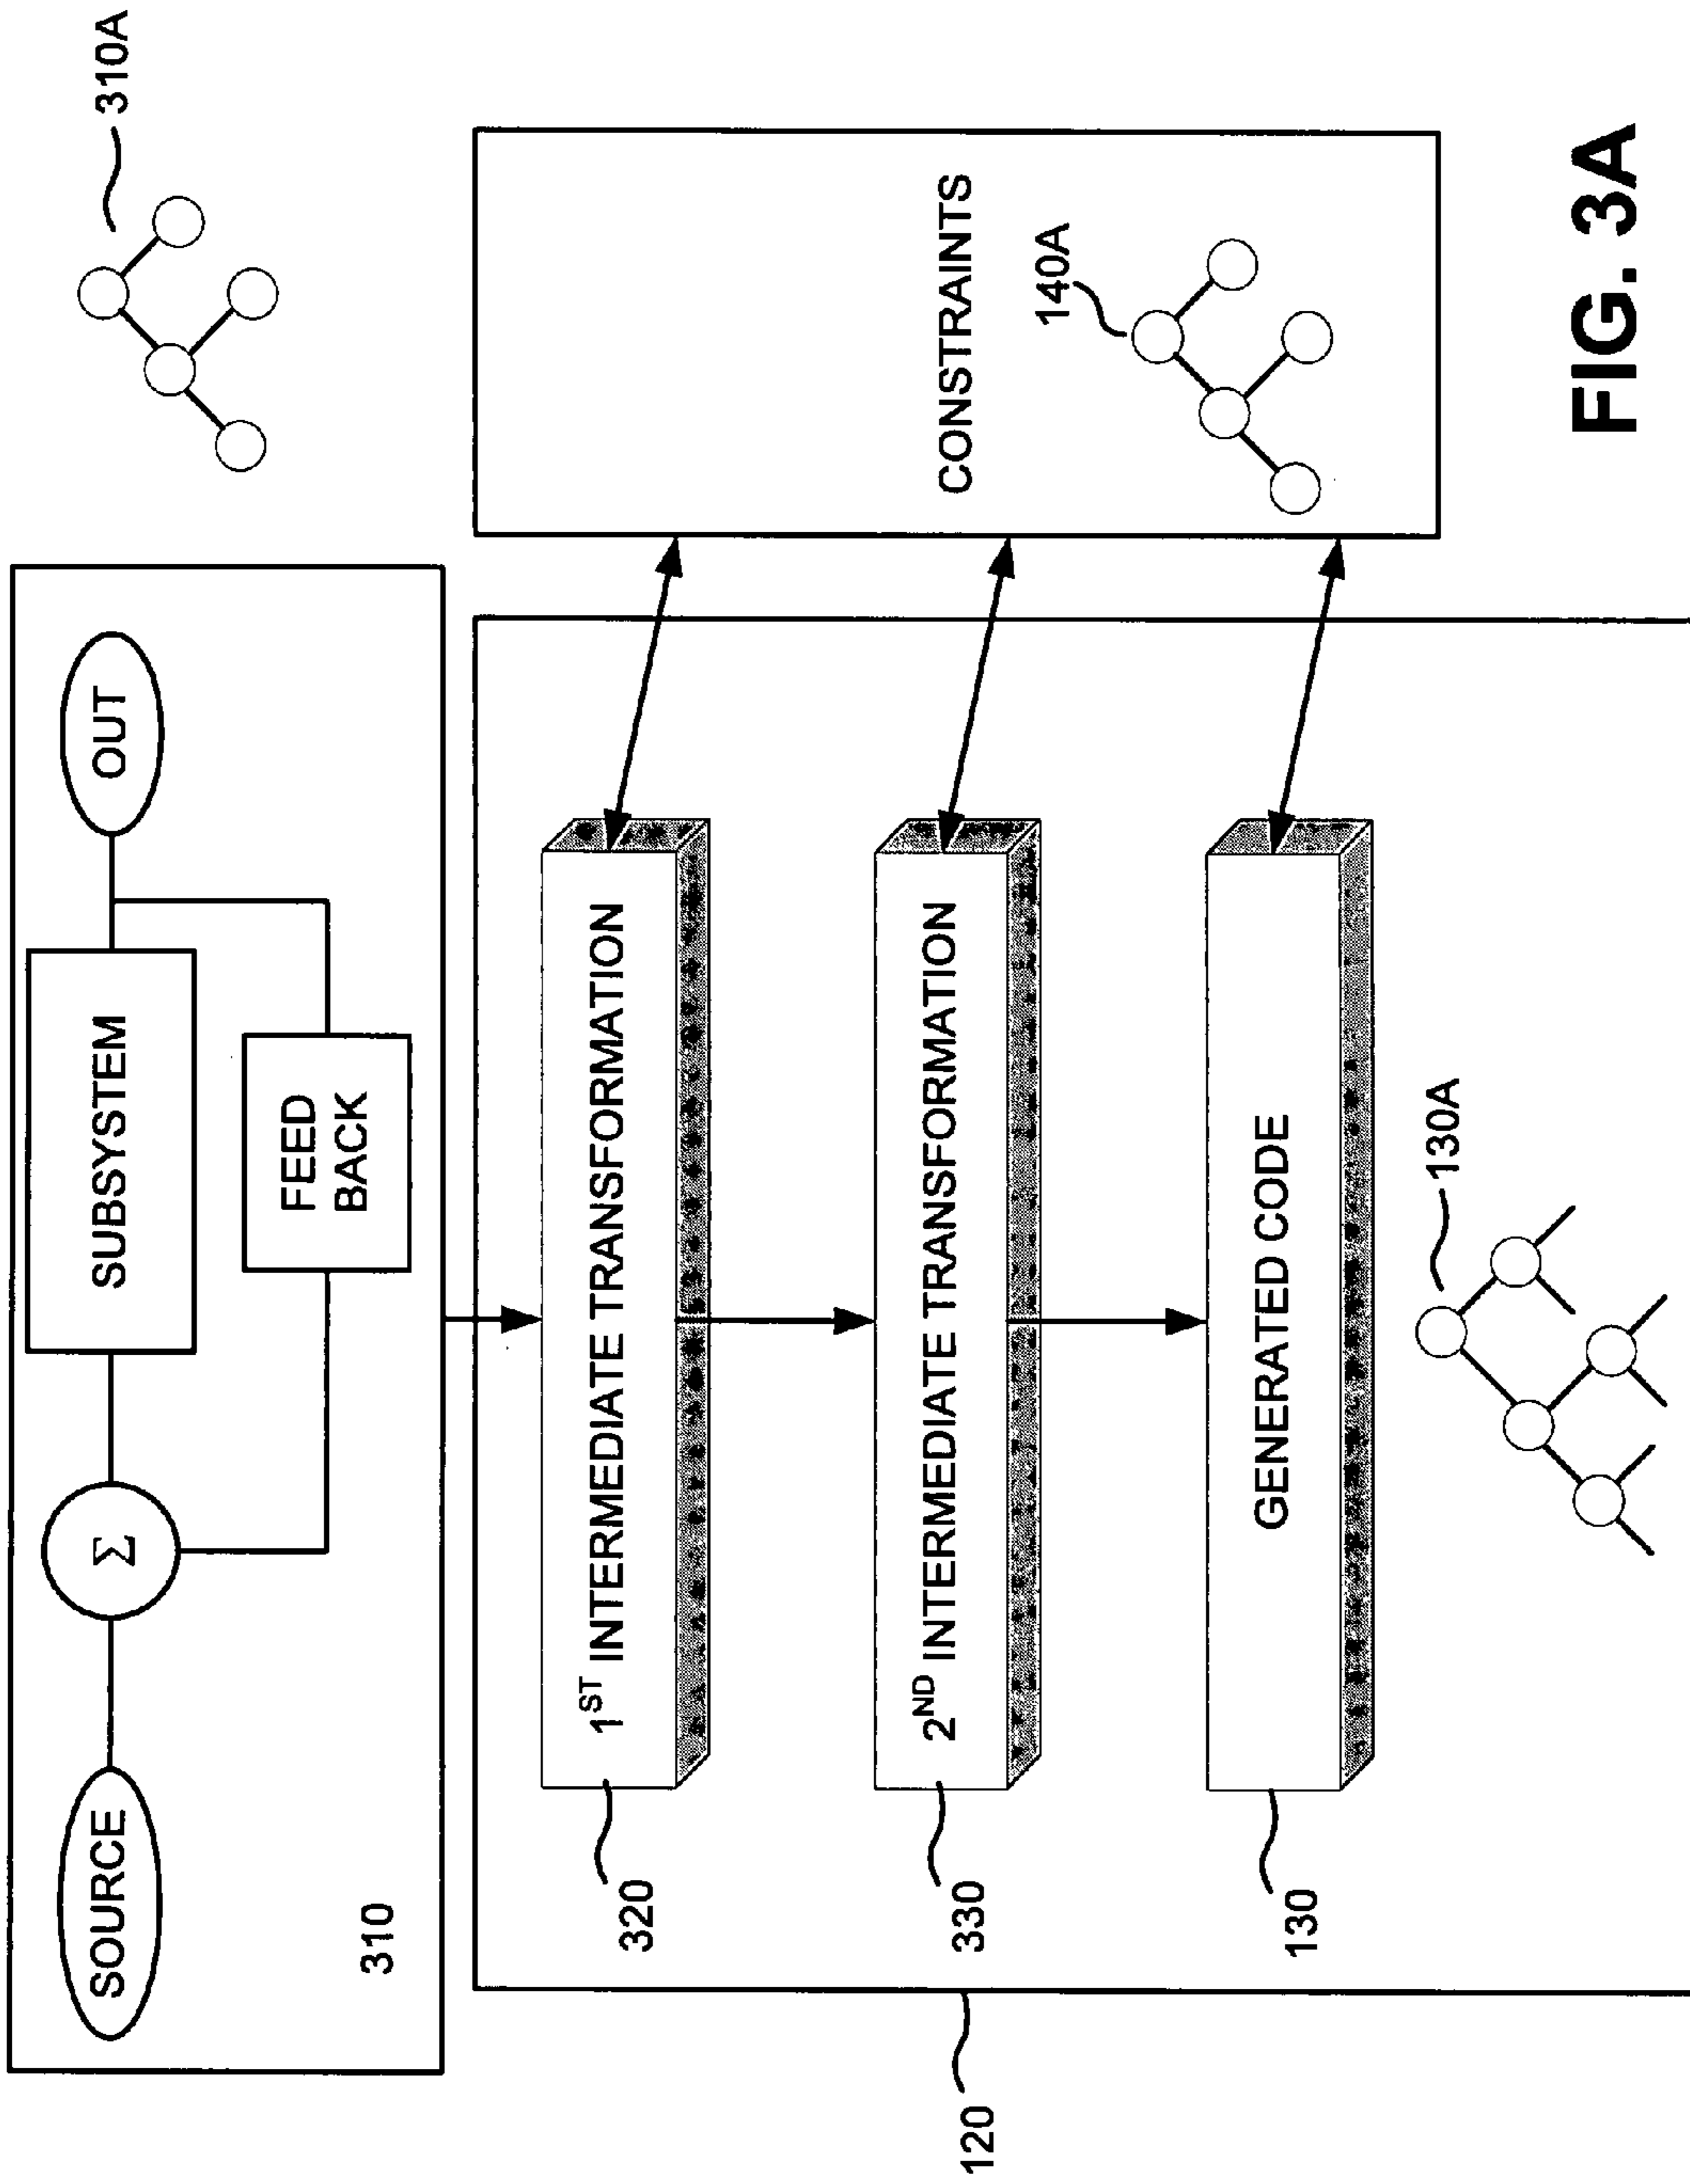 SOURCE
Σ
SUBSYSTEM
OUT
FEED
BACK
310
310A
1ST INTERMEDIATE TRANSFORMATION
320
2ND INTERMEDIATE TRANSFORMATION
330
GENERATED CODE
130
120
130A
CONSTRAINTS
140A
FIG. 3A